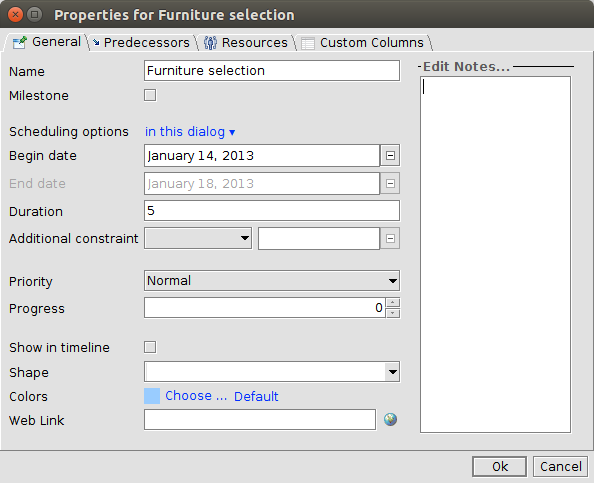 Properties for Furniture selection
General Predecessors Resources Custom Columns
Name Furniture selection
Milestone
Scheduling options in this dialog ▾
Begin date January 14, 2013
End date January 18, 2013
Duration 5
Additional constraint
Priority Normal
Progress 0
Show in timeline
Shape
Colors Choose ... Default
Web Link
Edit Notes...
Ok Cancel